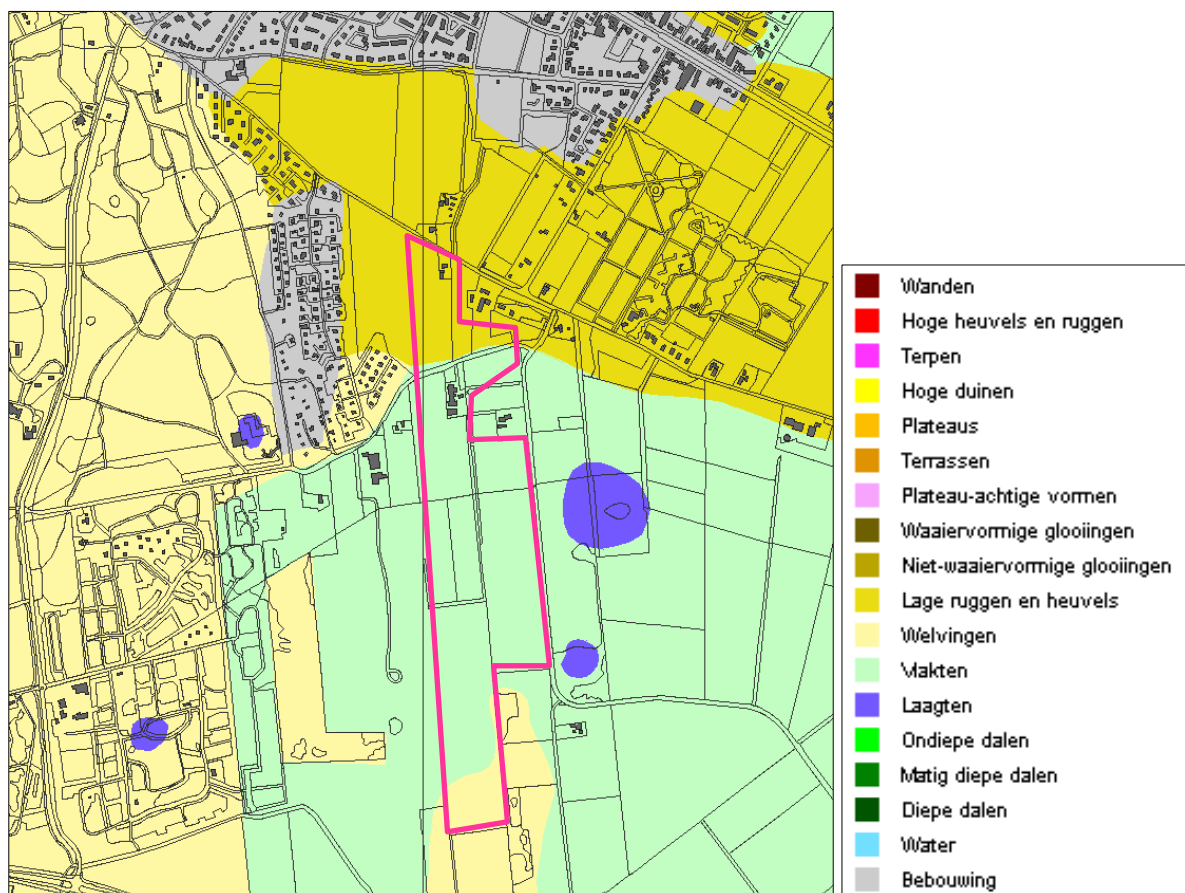 Wanden
Hoge heuvels en ruggen
Terpen
Hoge duinen
Plateaus
Terrassen
Plateau-achtige vormen
Waaiervormige glooiingen
Niet-waaiervormige glooiingen
Lage ruggen en heuvels
Welvingen
Vlakten
Laagten
Ondiepe dalen
Matig diepe dalen
Diepe dalen
Water
Bebouwing